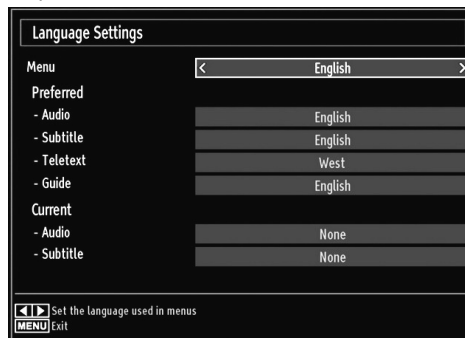 Language Settings
Menu < English >
Preferred
- Audio English
- Subtitle English
- Teletext West
- Guide English
Current
- Audio None
- Subtitle None
Set the language used in menus
MENU Exit